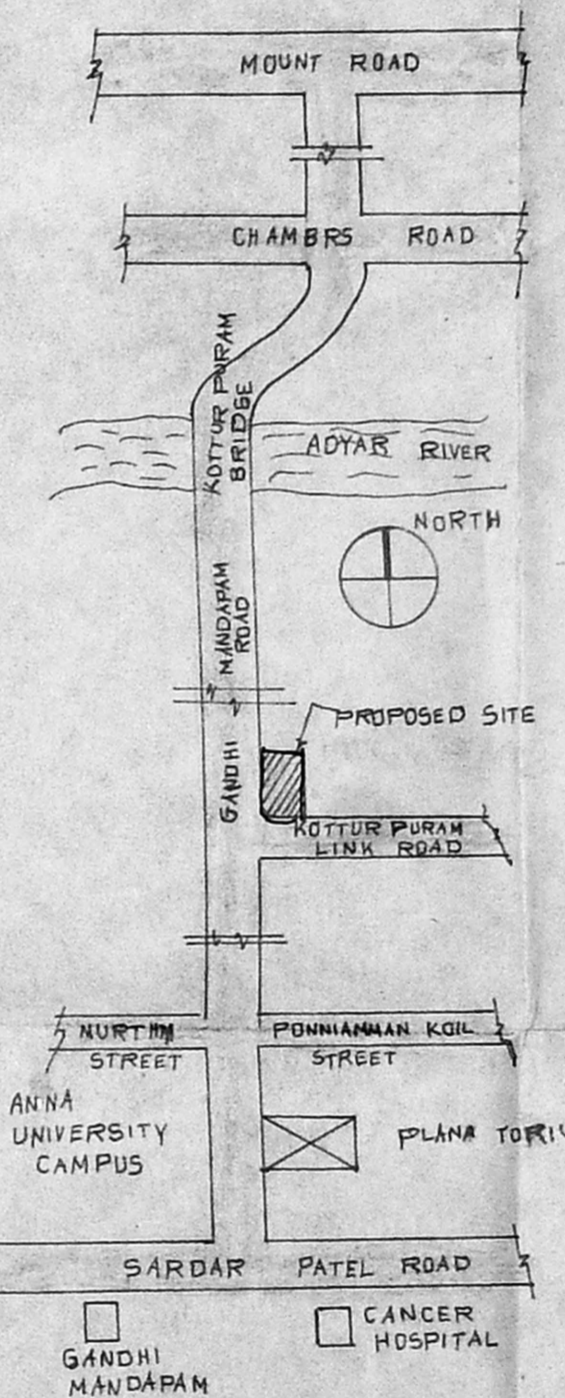 MOUNT ROAD
CHAMBRS ROAD
KOTTUR PURAM
BRIDGE
ADYAR RIVER
NORTH
GANDHI MANDAPAM
ROAD
PROPOSED SITE
KOTTUR PURAM
LINK ROAD
STREET
PONNIAMMAN KOIL
STREET
ANNA
UNIVERSITY
CAMPUS
SARDAR PATEL ROAD
GANDHI
MANDAPAM
CANCER
HOSPITAL